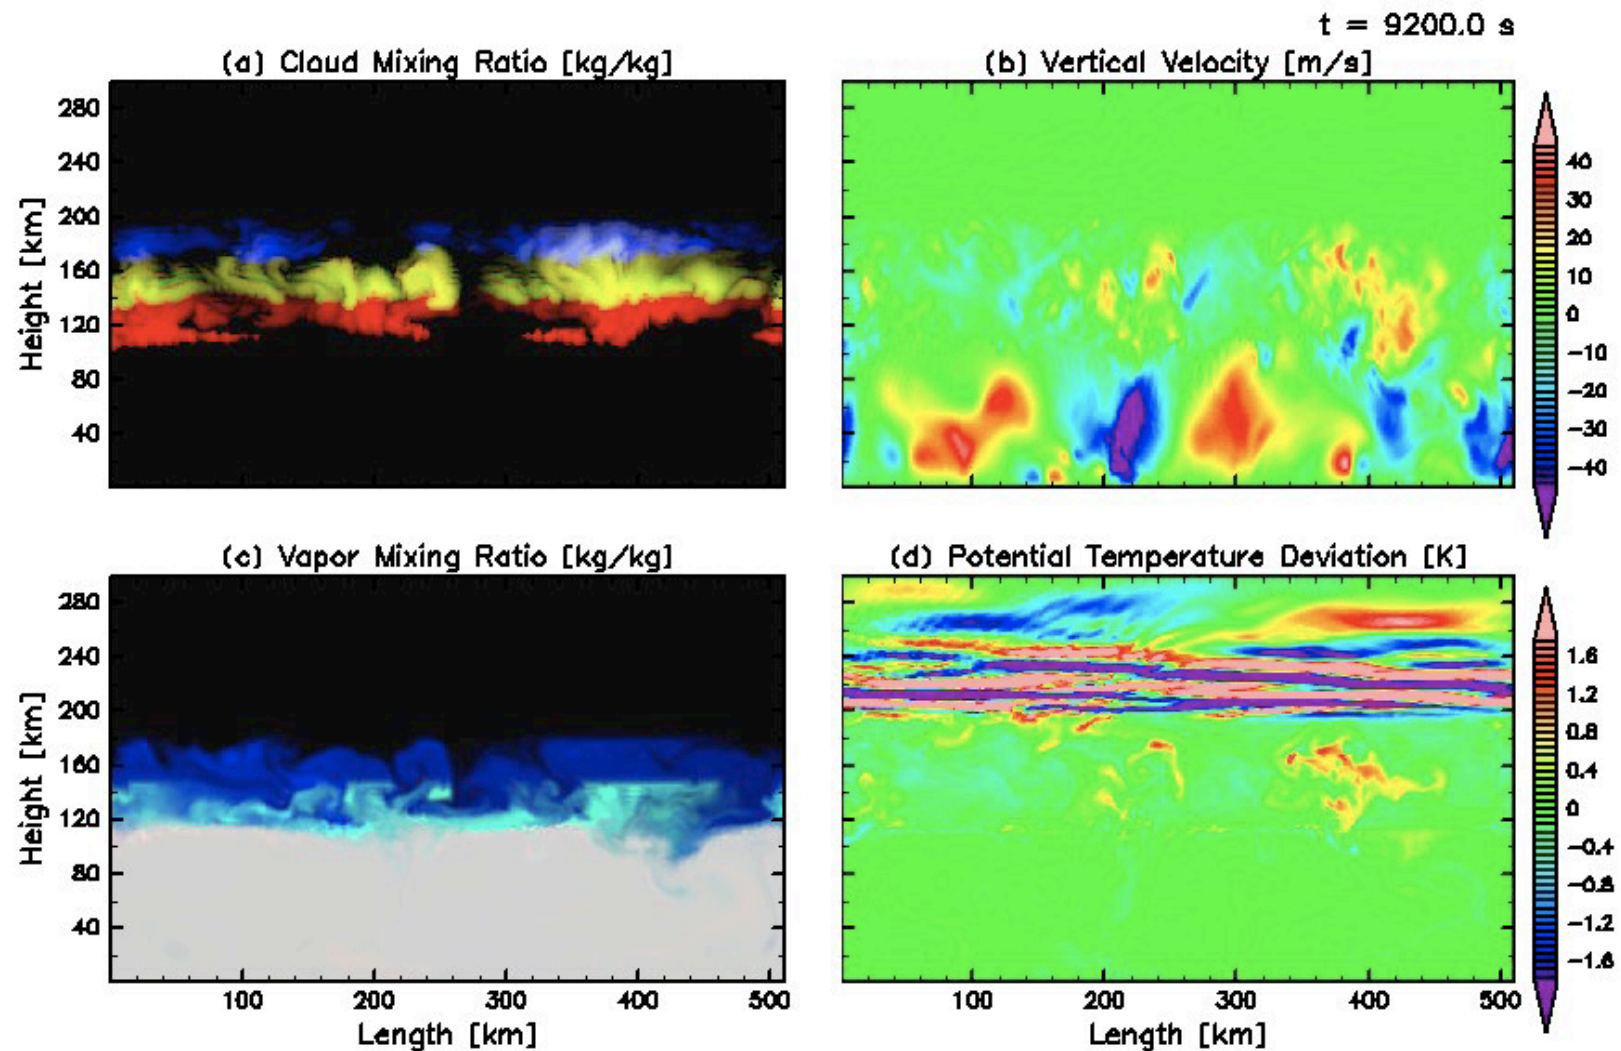 t = 9200.0 s
(a) Cloud Mixing Ratio [kg/kg]
(b) Vertical Velocity [m/s]
Height [km]
280
240
200
160
120
80
40
40
30
20
10
0
-10
-20
-30
-40
(c) Vapor Mixing Ratio [kg/kg]
(d) Potential Temperature Deviation [K]
Height [km]
280
240
200
160
120
80
40
1.6
1.2
0.8
0.4
0
-0.4
-0.8
-1.2
-1.6
100 200 300 400 500
100 200 300 400 500
Length [km]
Length [km]